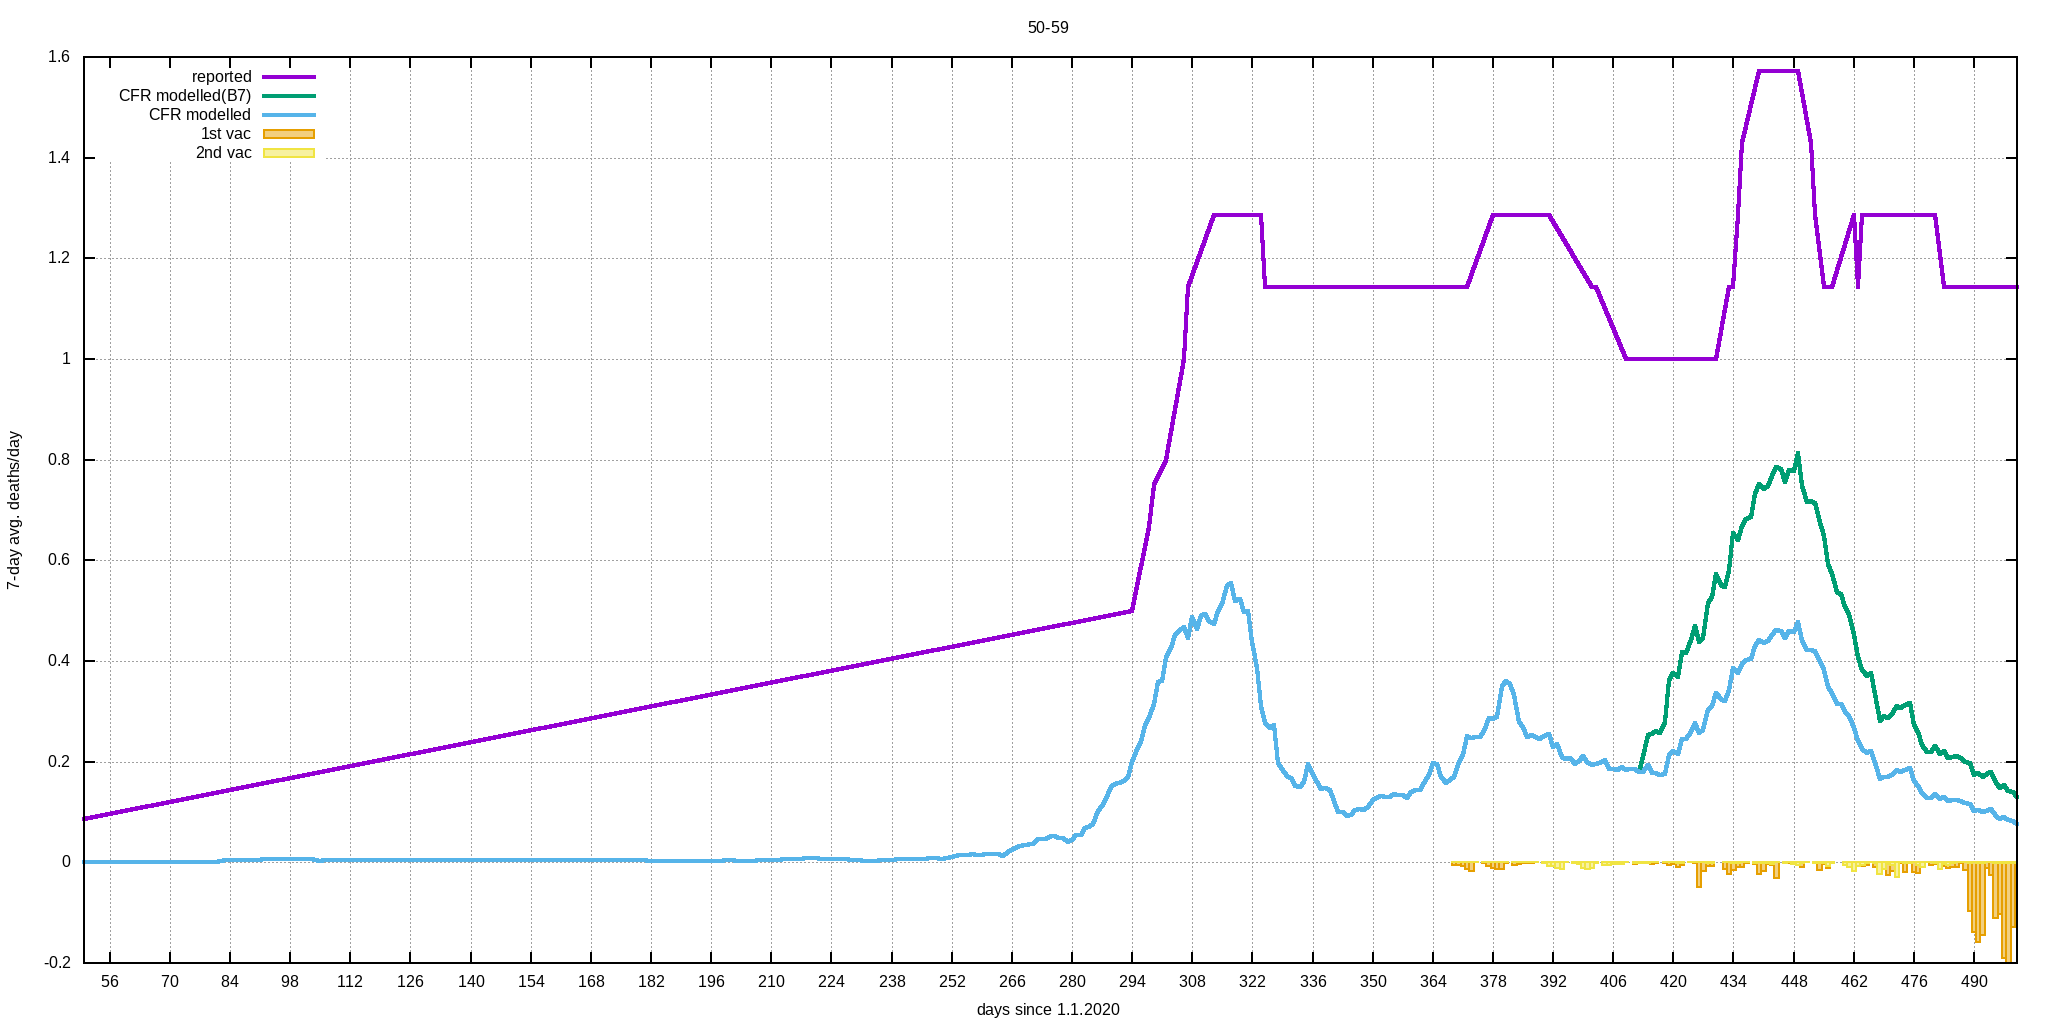 50-59
1.6
1.4
1.2
1
0.8
0.6
0.4
0.2
0
-0.2
7-day avg. deaths/day
reported
CFR modelled(B7)
CFR modelled
1st vac
2nd vac
56 70 84 98 112 126 140 154 168 182 196 210 224 238 252 266 280 294 308 322 336 350 364 378 392 406 420 434 448 462 476 490
days since 1.1.2020